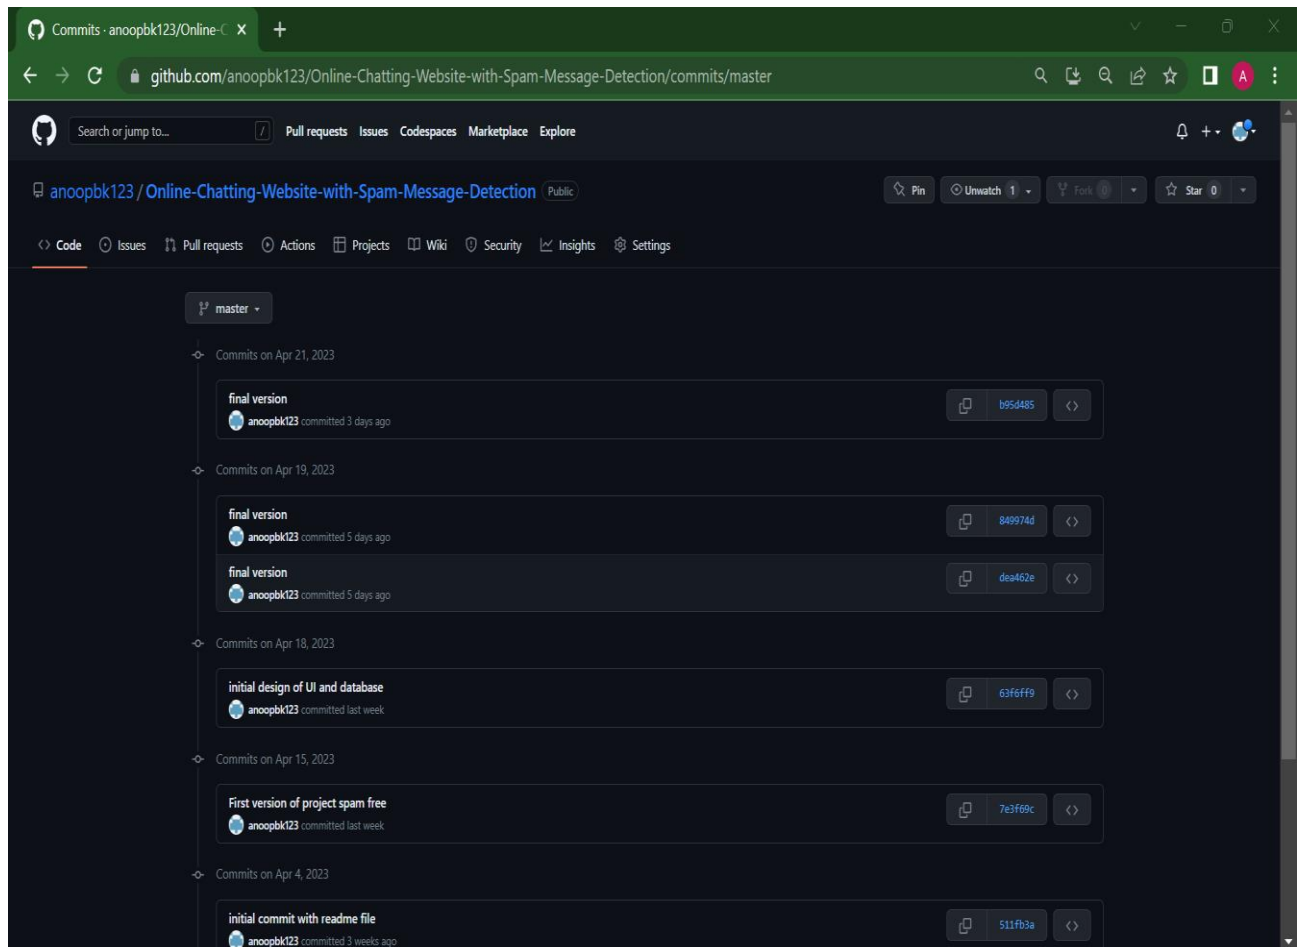 Commits · anoopbk123/Online-C
github.com/anoopbk123/Online-Chatting-Website-with-Spam-Message-Detection/commits/master
A
Search or jump to... / Pull requests Issues Codespaces Marketplace Explore
anoopbk123 / Online-Chatting-Website-with-Spam-Message-Detection Public Pin Unwatch 1 Fork 0 Star 0
Code Issues Pull requests Actions Projects Wiki Security Insights Settings
master
Commits on Apr 21, 2023
final version
b95d485
anoopbk123 committed 3 days ago
Commits on Apr 19, 2023
final version
849974d
anoopbk123 committed 5 days ago
final version
dea462e
anoopbk123 committed 5 days ago
Commits on Apr 18, 2023
initial design of UI and database
63f6ff9
anoopbk123 committed last week
Commits on Apr 15, 2023
First version of project spam free
7e3f69c
anoopbk123 committed last week
Commits on Apr 4, 2023
initial commit with readme file
511fb3a
anoopbk123 committed 3 weeks ago